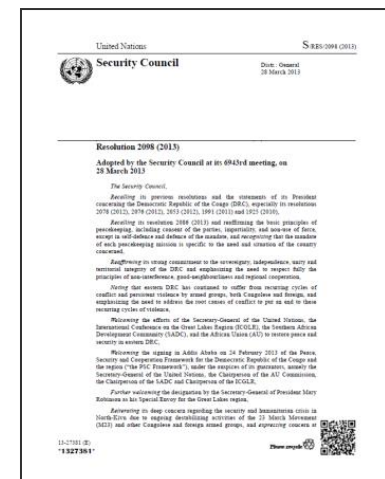 United Nations
S/RES/2098 (2013)
Security Council
Distr.: General
28 March 2013
Resolution 2098 (2013)
Adopted by the Security Council at its 6943rd meeting, on
28 March 2013
The Security Council,
Recalling its previous resolutions and the statements of its President
concerning the Democratic Republic of the Congo (DRC), especially its resolutions
2078 (2012), 2076 (2012), 2053 (2012), 1991 (2011) and 1925 (2010),
Recalling its resolution 2086 (2013) and reaffirming the basic principles of
peacekeeping, including consent of the parties, impartiality, and non-use of force,
except in self-defence and defence of the mandate, and recognizing that the mandate
of each peacekeeping mission is specific to the need and situation of the country
concerned,
Reaffirming its strong commitment to the sovereignty, independence, unity and
territorial integrity of the DRC and emphasizing the need to respect fully the
principles of non-interference, good-neighbourliness and regional cooperation,
Noting that eastern DRC has continued to suffer from recurring cycles of
conflict and persistent violence by armed groups, both Congolese and foreign, and
emphasizing the need to address the root causes of conflict to put an end to these
recurring cycles of violence,
Welcoming the efforts of the Secretary-General of the United Nations, the
International Conference on the Great Lakes Region (ICGLR), the Southern African
Development Community (SADC), and the African Union (AU) to restore peace and
security in eastern DRC,
Welcoming the signing in Addis Ababa on 24 February 2013 of the Peace,
Security and Cooperation Framework for the Democratic Republic of the Congo and
the region (“the PSC Framework”), under the auspices of its guarantors, namely the
Secretary-General of the United Nations, the Chairperson of the AU Commission,
the Chairperson of the SADC and Chairperson of the ICGLR,
Further welcoming the designation by the Secretary-General of President Mary
Robinson as his Special Envoy for the Great Lakes region,
Reiterating its deep concern regarding the security and humanitarian crisis in
North-Kivu due to ongoing destabilizing activities of the 23 March Movement
(M23) and other Congolese and foreign armed groups, and expressing concern at
13-27381 (E)
*1327381*
Please recycle